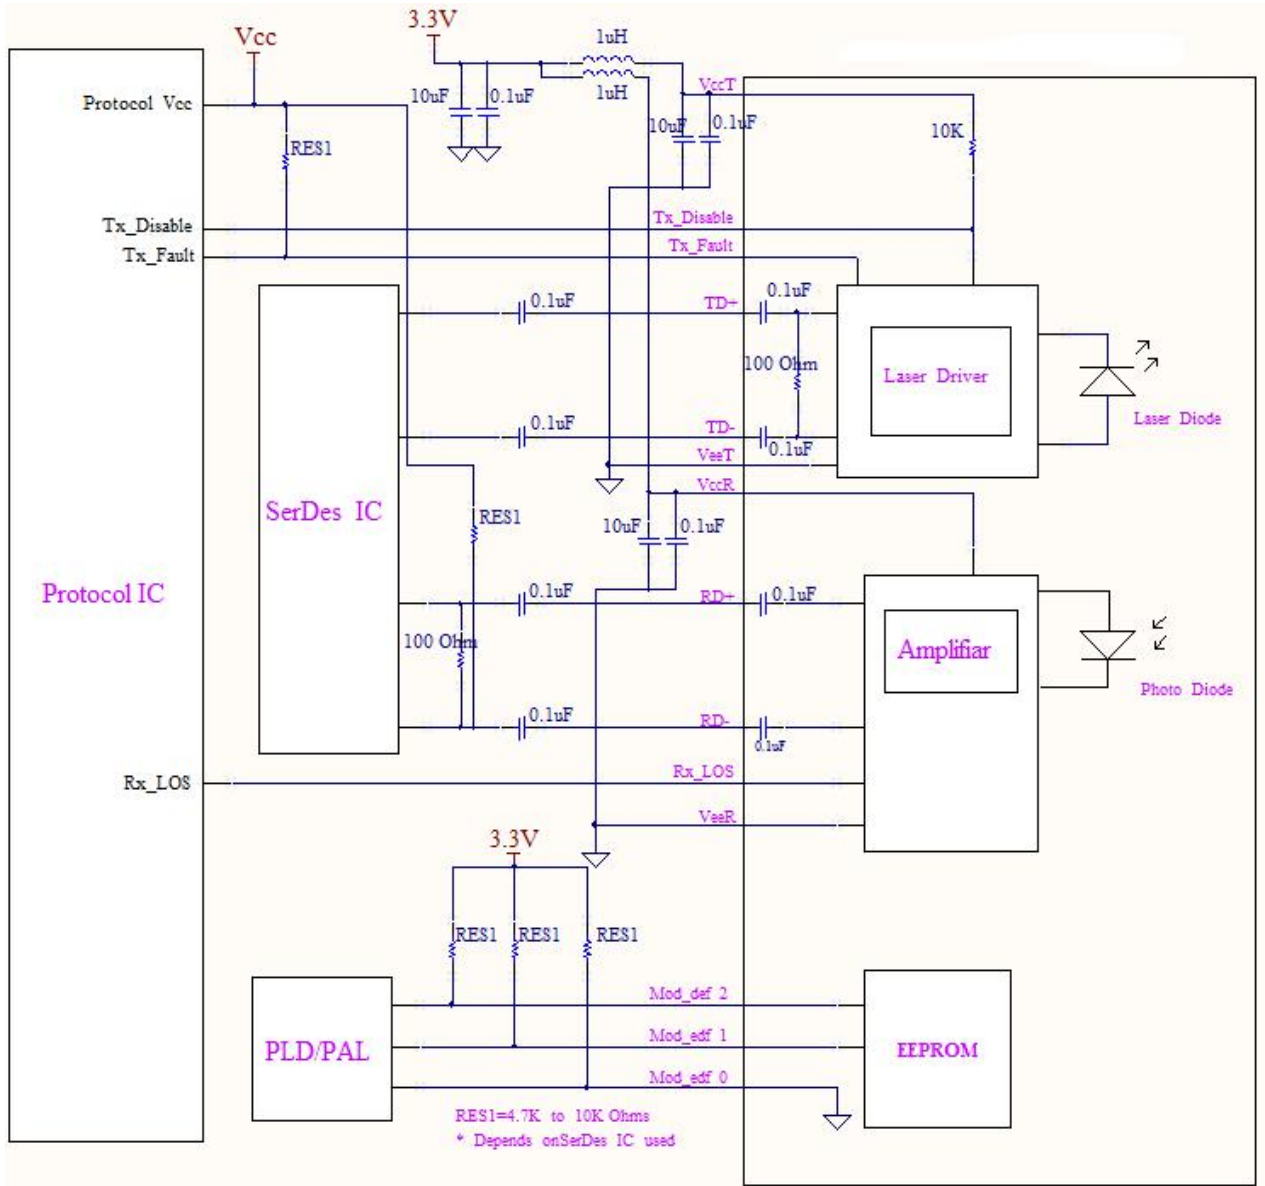 3.3V
1uH
Vcc
1uH
VccT
Protocol Vcc
10uF
0.1uF
10uF
0.1uF
10K
RES1
Tx_Disable
Tx_Disable
Tx_Fault
Tx_Fault
0.1uF
TD+
0.1uF
100 Ohm
Laser Driver
Laser Diode
0.1uF
TD-
0.1uF
VeeT
VccR
SerDes IC
RES1
10uF
0.1uF
Protocol IC
0.1uF
RD+
0.1uF
100 Ohm
Amplifiar
Photo Diode
0.1uF
RD-
0.1uF
Rx_LOS
Rx_LOS
VeeR
3.3V
RES1
RES1
RES1
Mod_def 2
PLD/PAL
Mod_edf 1
EEPROM
Mod_edf 0
RES1=4.7K to 10K Ohms
* Depends onSerDes IC used